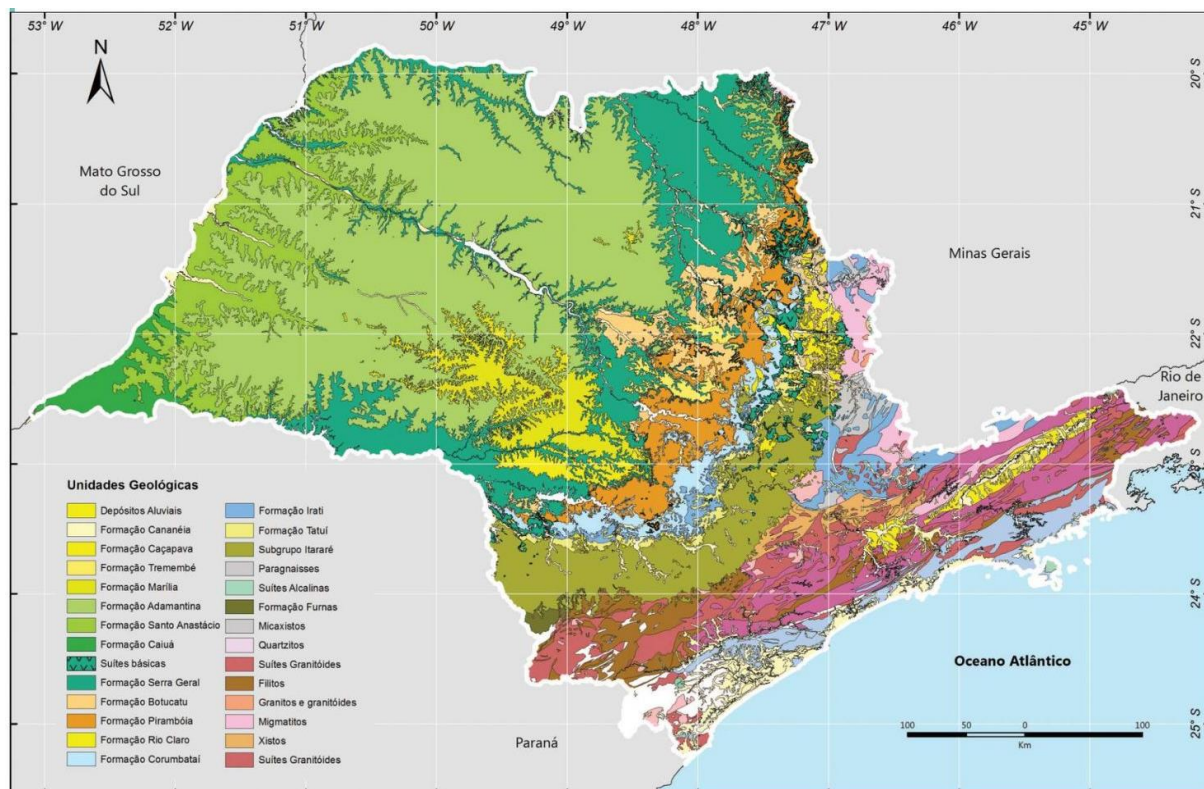 53° W
52° W
51° W
50° W
49° W
48° W
47° W
46° W
45° W
N
20° S
Mato Grosso
do Sul
21° S
Minas Gerais
22° S
Rio de
Janeiro
23° S
Unidades Geológicas
Depósitos Aluviais
Formação Cananéia
Formação Caçapava
Formação Tremembé
Formação Marília
Formação Adamantina
Formação Santo Anastácio
Formação Caiuá
Suítes básicas
Formação Serra Geral
Formação Botucatu
Formação Pirambóia
Formação Rio Claro
Formação Corumbataí
Formação Irati
Formação Tatuí
Subgrupo Itararé
Paragnaisses
Suítes Alcalinas
Formação Furnas
Micaxistos
Quartzitos
Suítes Granitóides
Filitos
Granitos e granitóides
Migmatitos
Xistos
Suítes Granitóides
24° S
Oceano Atlântico
25° S
Paraná
100 50 0 100
Km